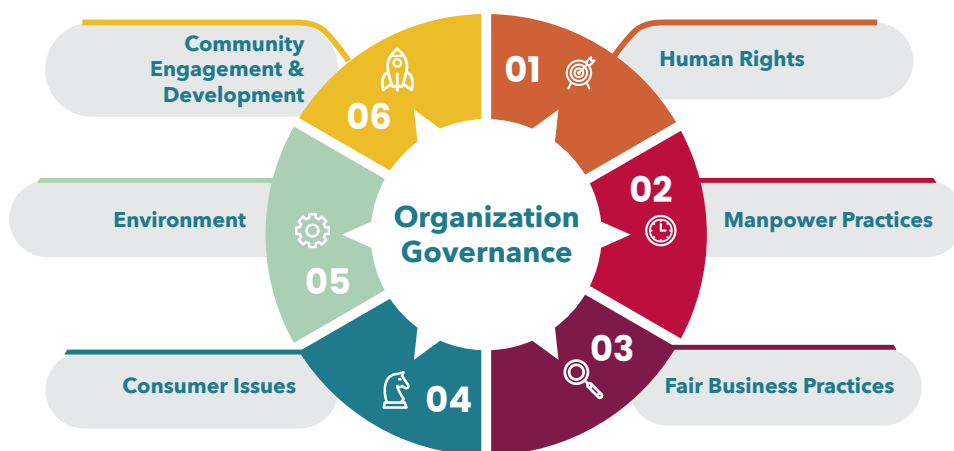 Community
Engagement &
Development
06
01
Human Rights
Environment
05
Organization
Governance
02
Manpower Practices
Consumer Issues
04
03
Fair Business Practices